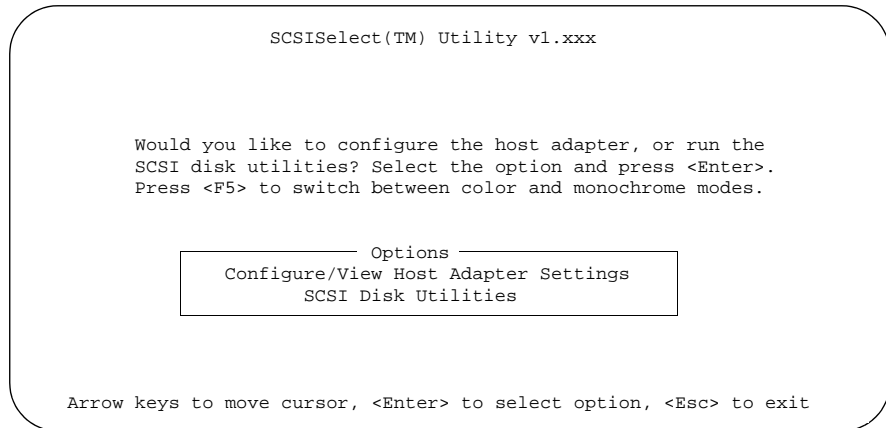 SCSISelect(TM) Utility v1.xxx
Would you like to configure the host adapter, or run the
SCSI disk utilities? Select the option and press <Enter>.
Press <F5> to switch between color and monochrome modes.
Options
Configure/View Host Adapter Settings
SCSI Disk Utilities
Arrow keys to move cursor, <Enter> to select option, <Esc> to exit